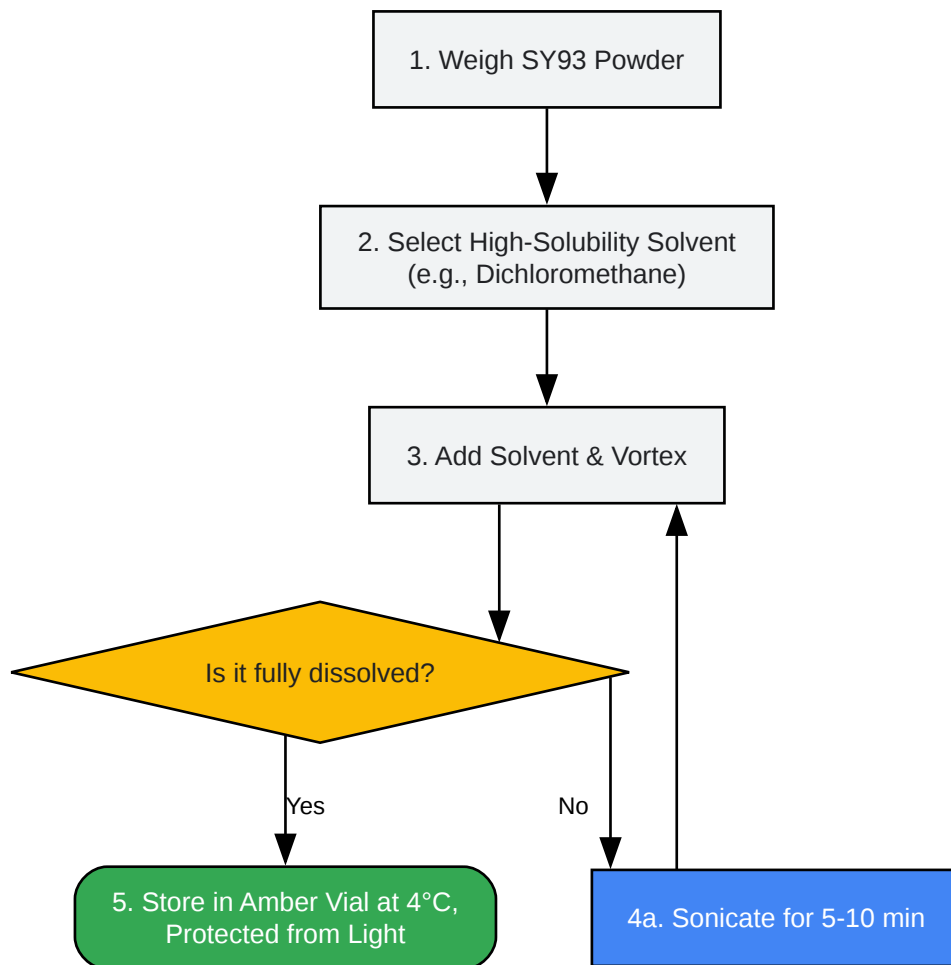 1. Weigh SY93 Powder
2. Select High-Solubility Solvent
(e.g., Dichloromethane)
3. Add Solvent & Vortex
Is it fully dissolved?
Yes
No
5. Store in Amber Vial at 4°C,
Protected from Light
4a. Sonicate for 5-10 min